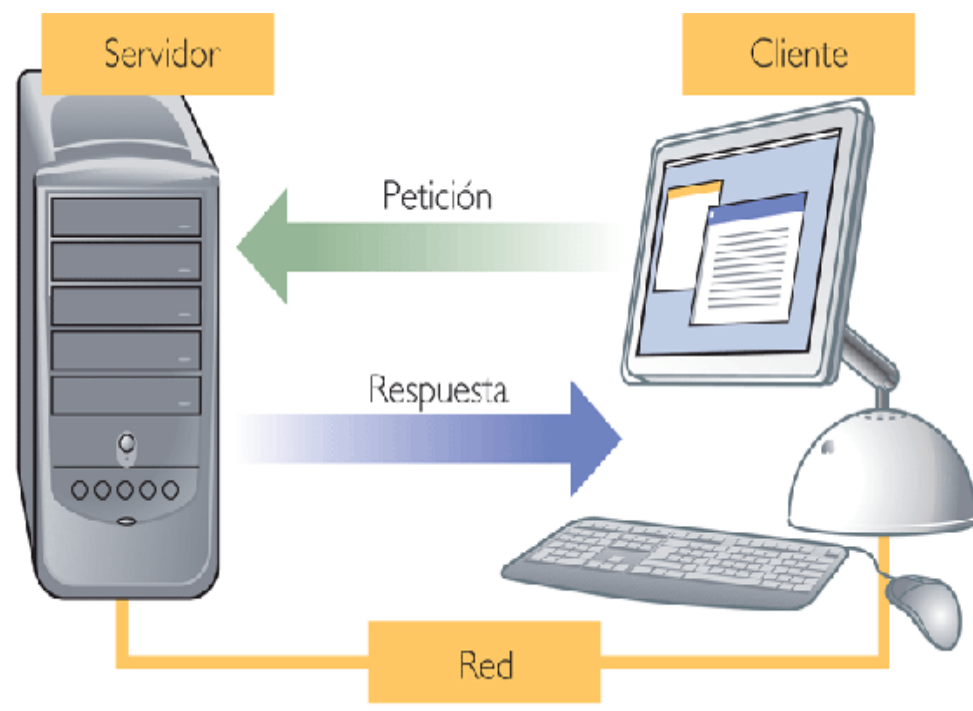 Servidor
Cliente
Petición
Respuesta
Red